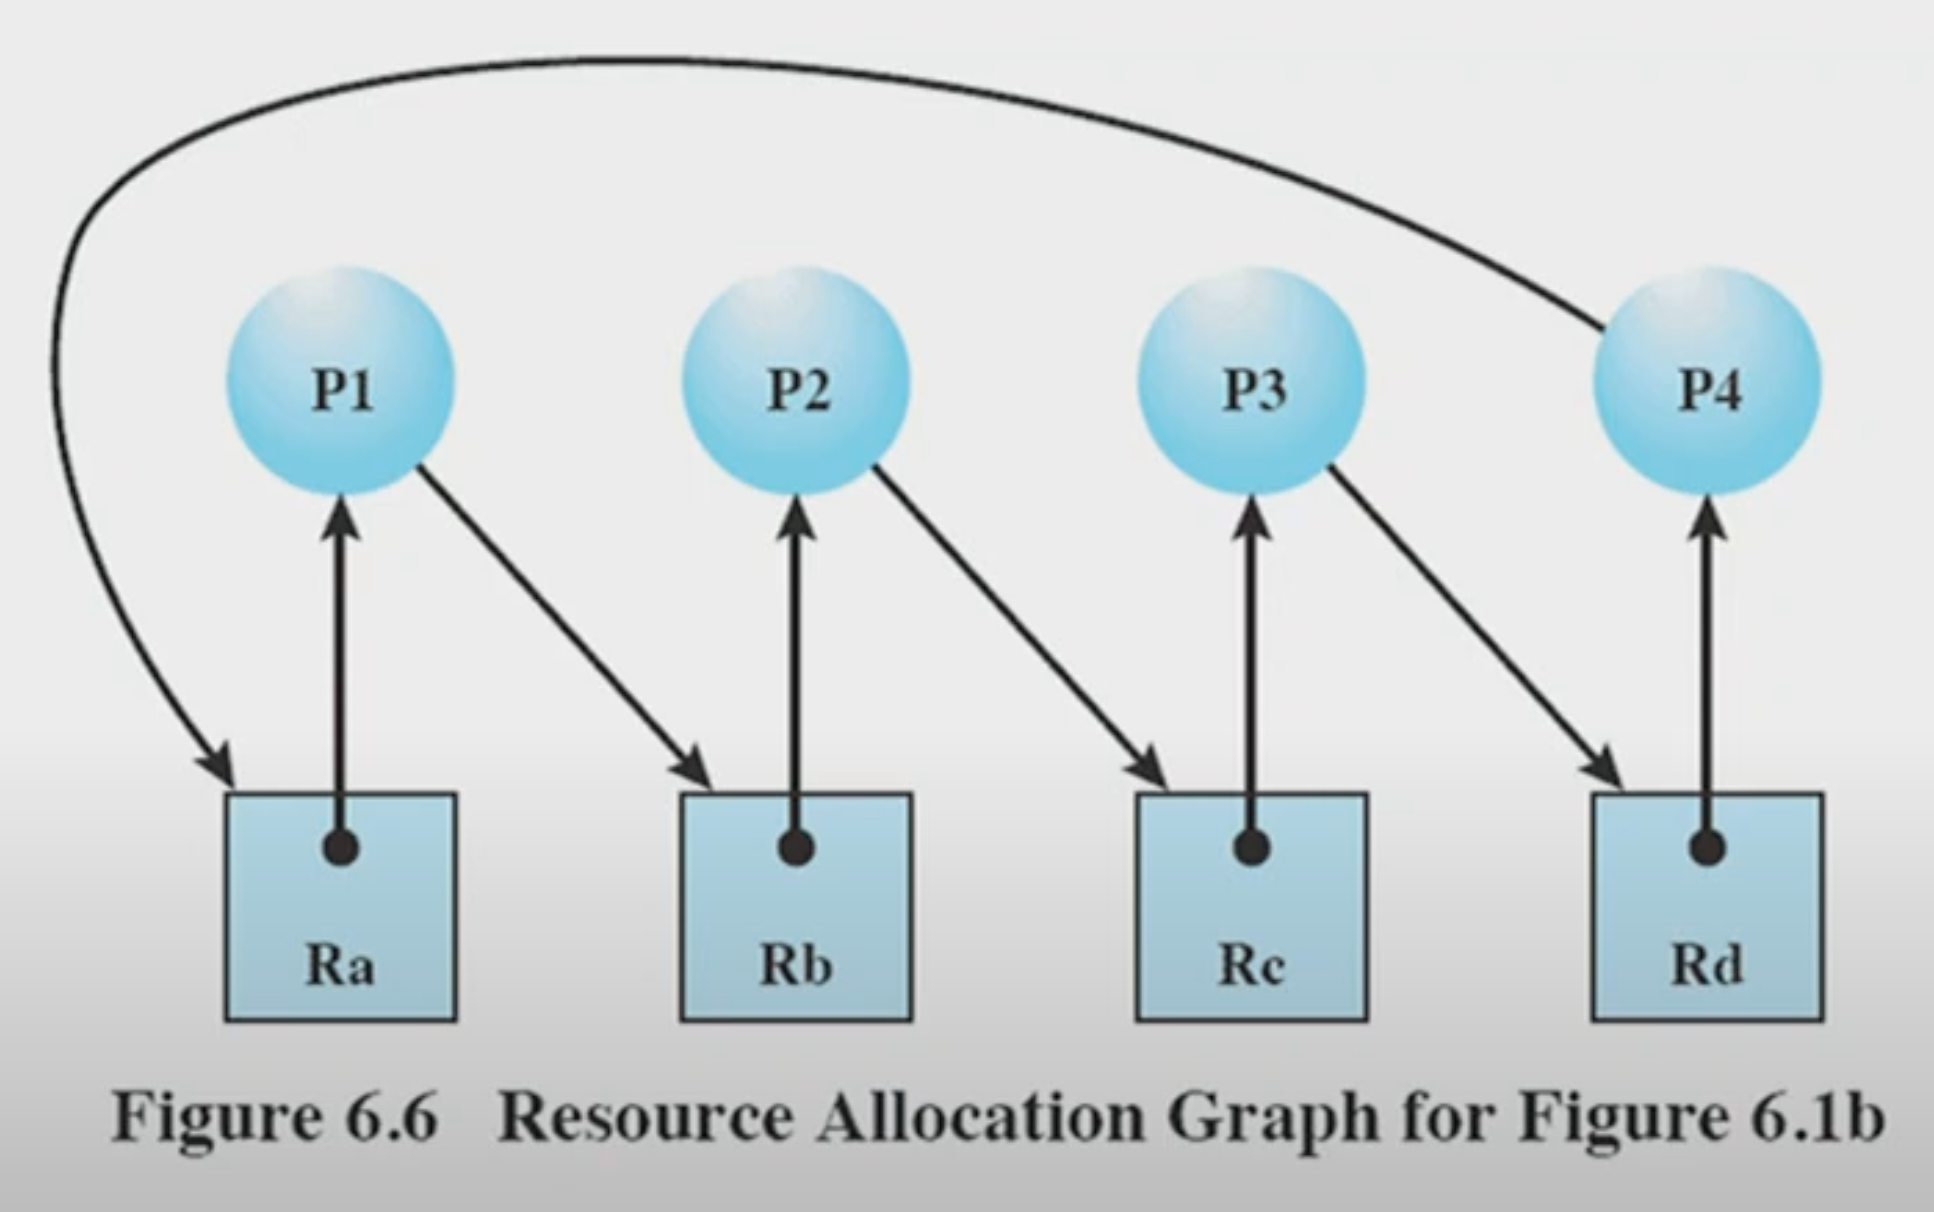 P1 P2 P3 P4
Ra Rb Rc Rd
Figure 6.6 Resource Allocation Graph for Figure 6.1b